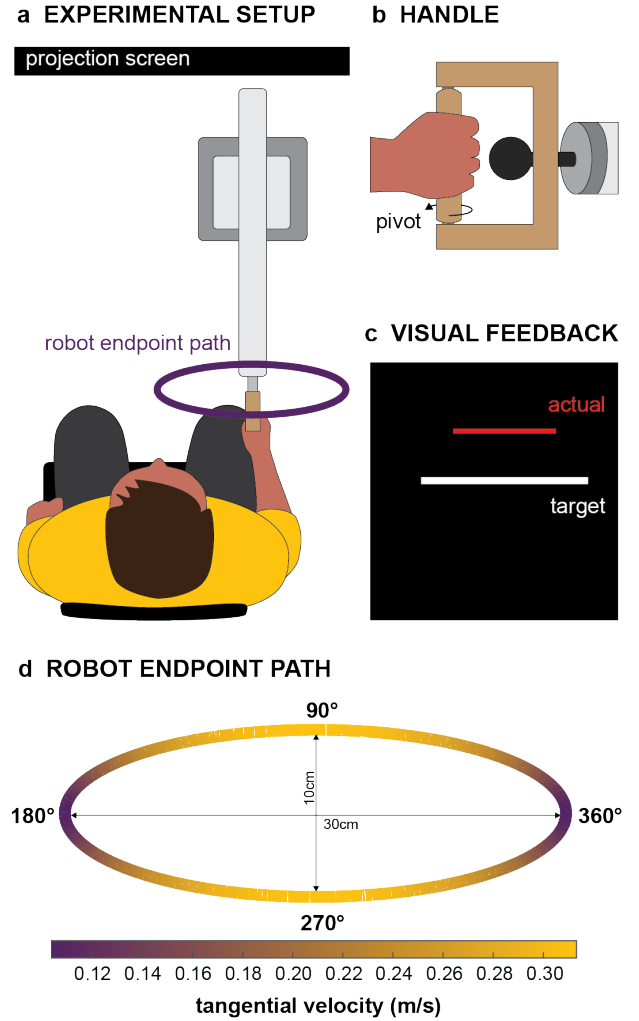 a EXPERIMENTAL SETUP
projection screen
robot endpoint path
b HANDLE
pivot
c VISUAL FEEDBACK
actual
target
d ROBOT ENDPOINT PATH
90°
10cm
180°
30cm
360°
270°
0.12 0.14 0.16 0.18 0.20 0.22 0.24 0.26 0.28 0.30
tangential velocity (m/s)